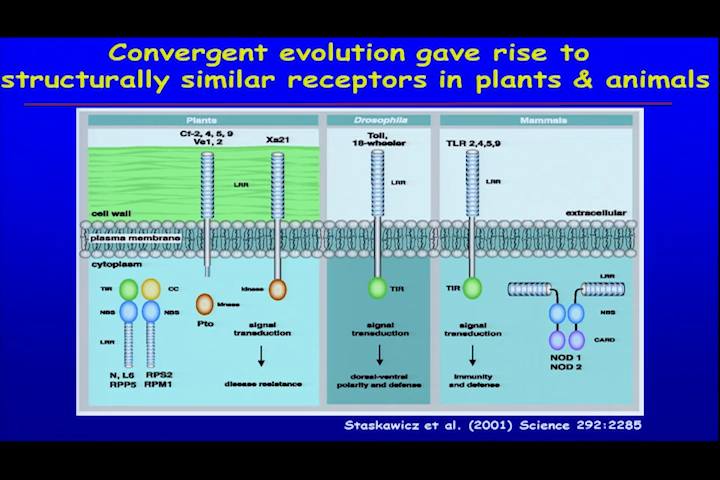 Convergent evolution gave rise to
structurally similar receptors in plants & animals
Plants
Drosophila
Mammals
Cf-2, 4, 5, 9
Ve1, 2
Xa21
Toll,
18-wheeler
TLR 2,4,5,9
LRR
LRR
LRR
cell wall
extracellular
plasma membrane
cytoplasm
TIR
CC
NBS
NBS
LRR
N, L6
RPP5
RPS2
RPM1
kinase
Pto
kinase
signal
transduction
disease resistance
TIR
signal
transduction
dorsal-ventral
polarity and defense
TIR
signal
transduction
immunity
and defense
LRR
NBS
CARD
NOD 1
NOD 2
Staskawicz et al. (2001) Science 292:2285